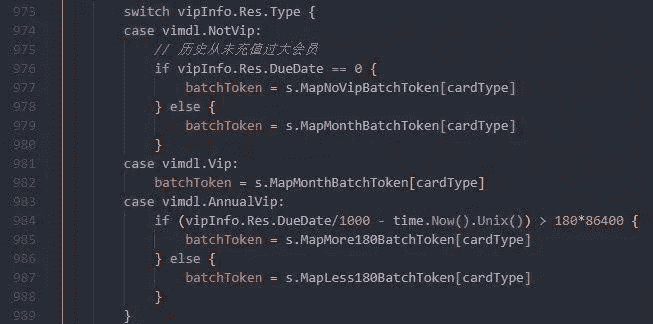 973 switch vipInfo.Res.Type {
974 case vimdl.NotVip:
975 // 历史从未充值过大会员
976 if vipInfo.Res.DueDate == 0 {
977 batchToken = s.MapNoVipBatchToken[cardType]
978 } else {
979 batchToken = s.MapMonthBatchToken[cardType]
980 }
981 case vimdl.Vip:
982 batchToken = s.MapMonthBatchToken[cardType]
983 case vimdl.AnnualVip:
984 if (vipInfo.Res.DueDate/1000 - time.Now().Unix()) > 180*86400 {
985 batchToken = s.MapMore180BatchToken[cardType]
986 } else {
987 batchToken = s.MapLess180BatchToken[cardType]
988 }
989 }